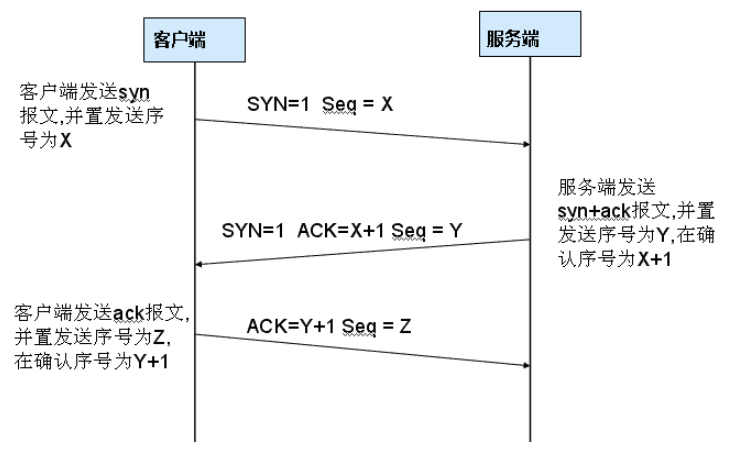 客户端
服务端
客户端发送syn
报文,并置发送序
号为X
SYN=1 Seq = X
服务端发送
syn+ack报文,并置
发送序号为Y,在确
认序号为X+1
SYN=1 ACK=X+1 Seq = Y
客户端发送ack报文,
并置发送序号为Z,
在确认序号为Y+1
ACK=Y+1 Seq = Z